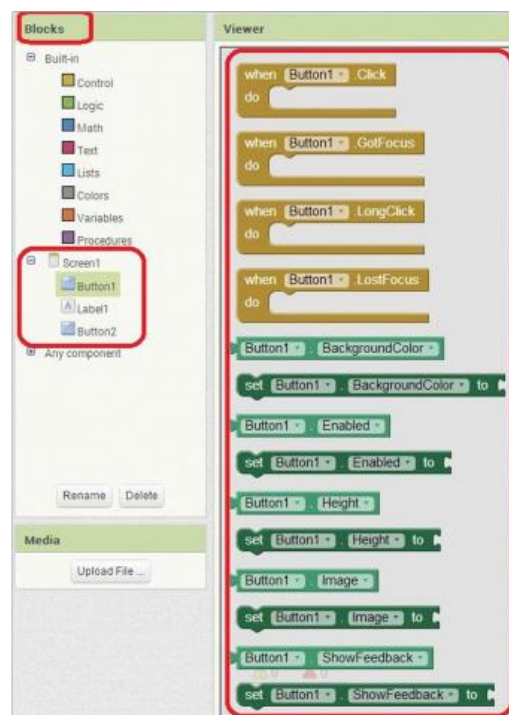 Blocks
Built-in
Control
Logic
Math
Text
Lists
Colors
Variables
Procedures
Screen1
Button1
Label1
Button2
Any component
Rename Delete
Media
Upload File ...
Viewer
when Button1 .Click
do
when Button1 .GotFocus
do
when Button1 .LongClick
do
when Button1 .LostFocus
do
Button1 . BackgroundColor
set Button1 . BackgroundColor to
Button1 . Enabled
set Button1 . Enabled to
Button1 . Height
set Button1 . Height to
Button1 . Image
set Button1 . Image to
Button1 . ShowFeedback
set Button1 . ShowFeedback to